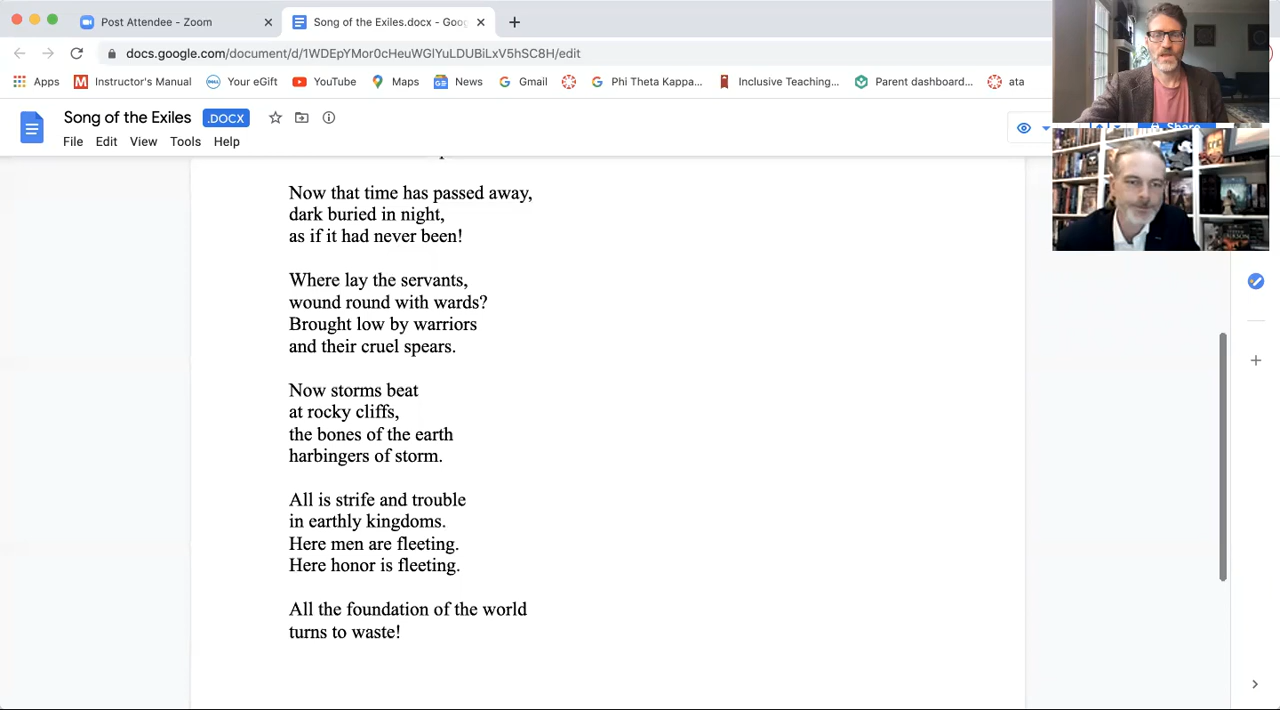 Post Attendee - Zoom
Song of the Exiles.docx - Goo
docs.google.com/document/d/1WDEpYMor0cHeuWGlYuLDUBiLxV5hSC8H/edit
Apps
Instructor's Manual
Your eGift
YouTube
Maps
News
Gmail
Phi Theta Kappa...
Inclusive Teaching...
Parent dashboard...
ata
Song of the Exiles .DOCX
Share
File Edit View Tools Help
Now that time has passed away,
dark buried in night,
as if it had never been!
Where lay the servants,
wound round with wards?
Brought low by warriors
and their cruel spears.
Now storms beat
at rocky cliffs,
the bones of the earth
harbingers of storm.
All is strife and trouble
in earthly kingdoms.
Here men are fleeting.
Here honor is fleeting.
All the foundation of the world
turns to waste!